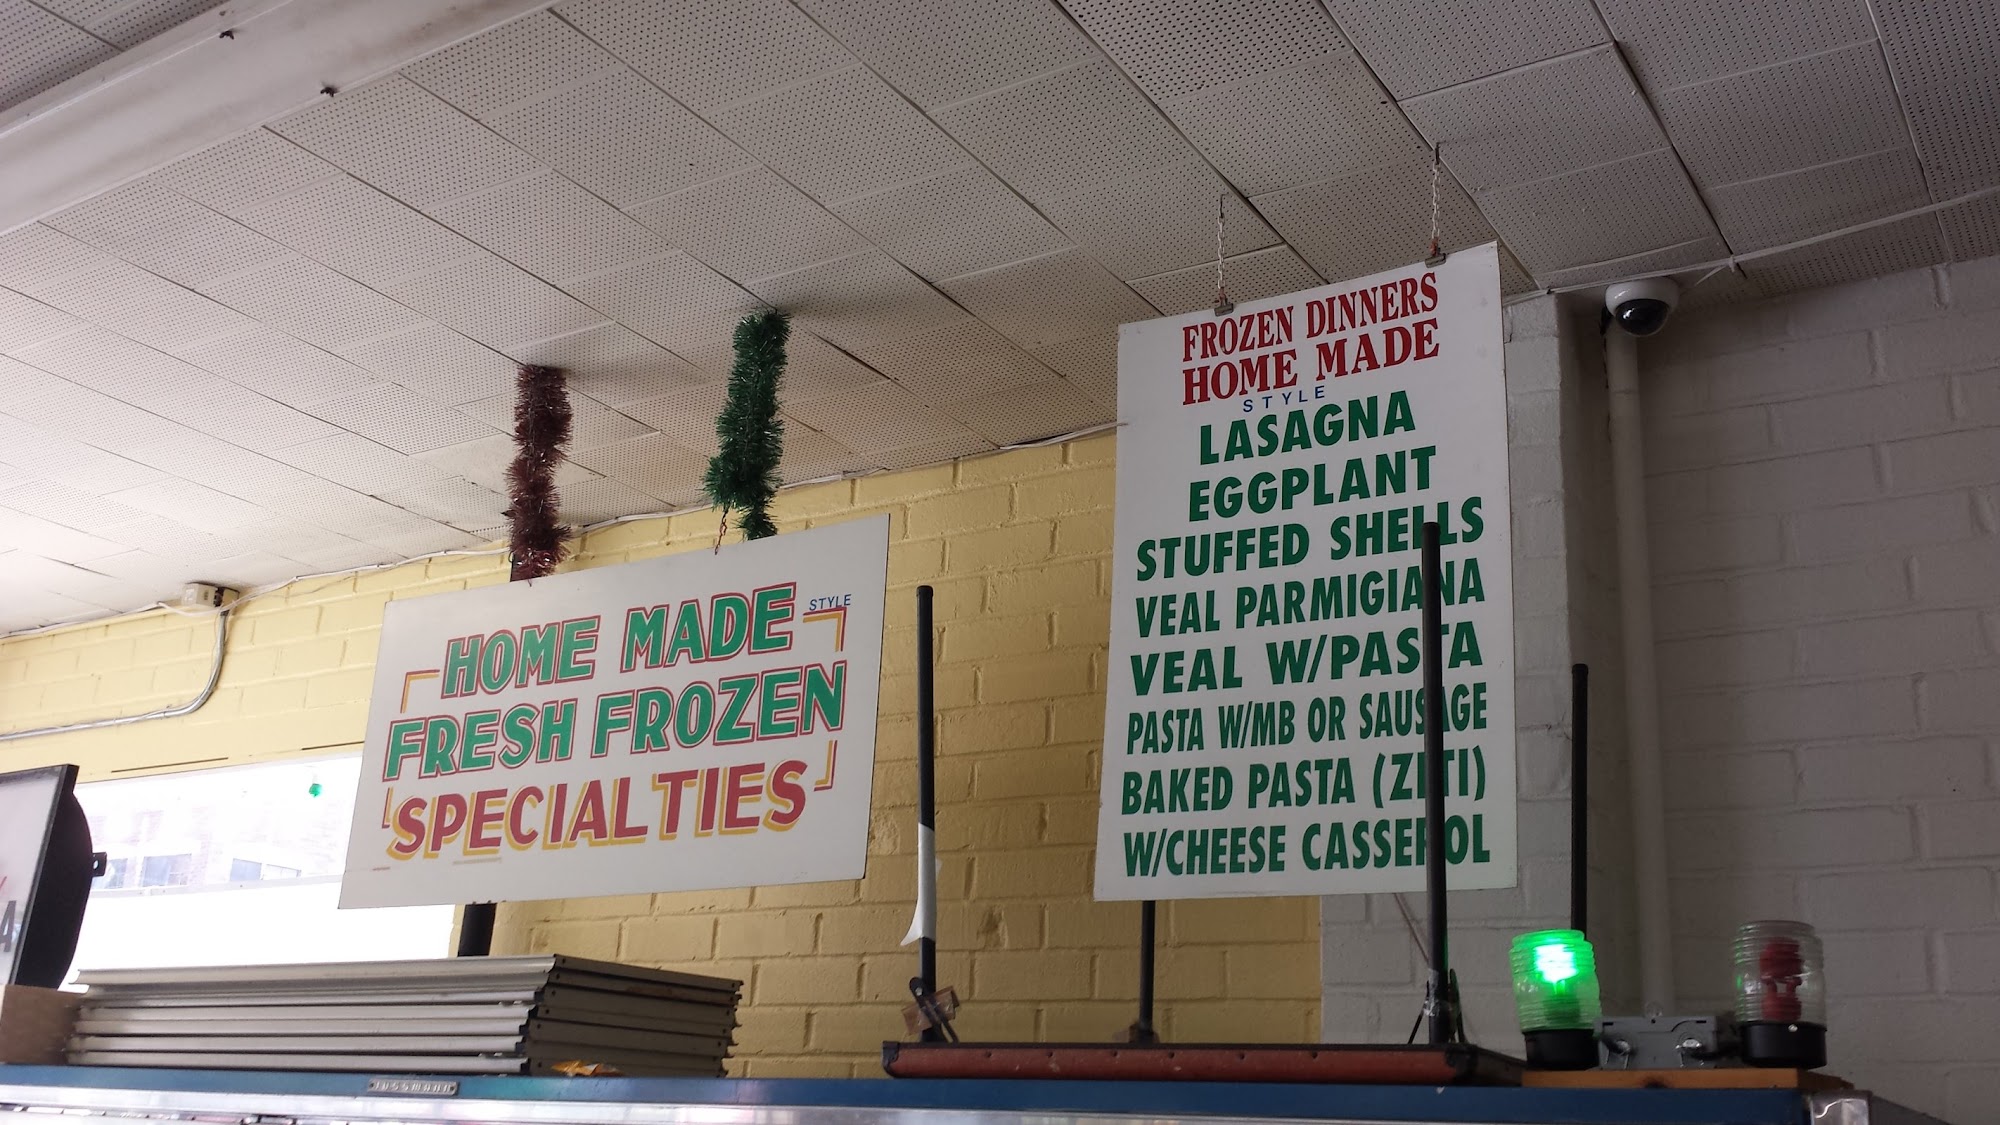 HOME MADE STYLE
FRESH FROZEN
SPECIALTIES
FROZEN DINNERS
HOME MADE
STYLE
LASAGNA
EGGPLANT
STUFFED SHELLS
VEAL PARMIGIANA
VEAL W/PASTA
PASTA W/MB OR SAUSAGE
BAKED PASTA (ZITI)
W/CHEESE CASSEROL